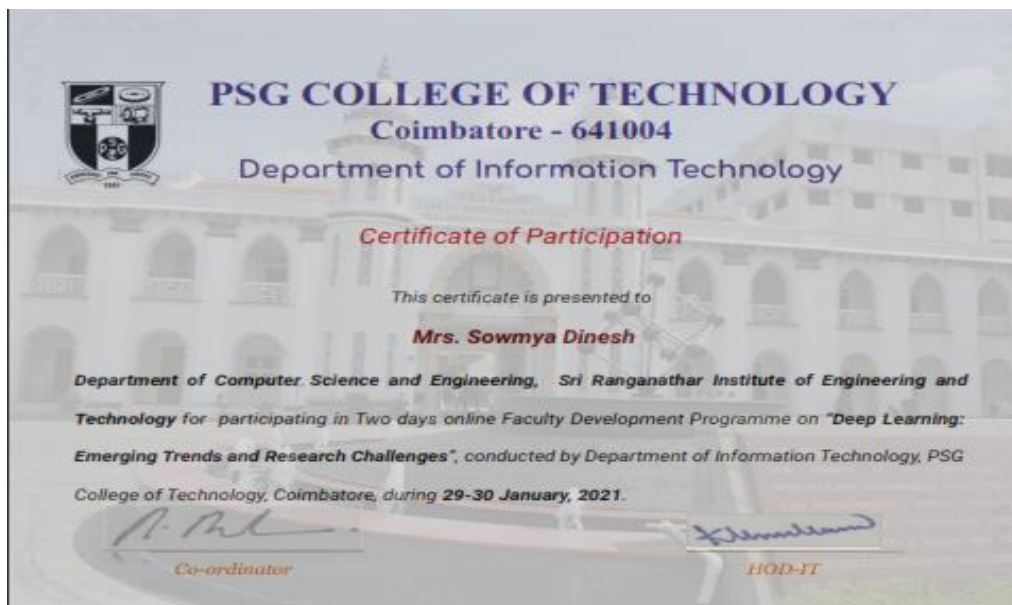 PSG COLLEGE OF TECHNOLOGY
Coimbatore - 641004
Department of Information Technology
Certificate of Participation
This certificate is presented to
Mrs. Sowmya Dinesh
Department of Computer Science and Engineering, Sri Ranganathar Institute of Engineering and
Technology for participating in Two days online Faculty Development Programme on "Deep Learning:
Emerging Trends and Research Challenges", conducted by Department of Information Technology, PSG
College of Technology, Coimbatore, during 29-30 January, 2021.
Co-ordinator
HOD-IT